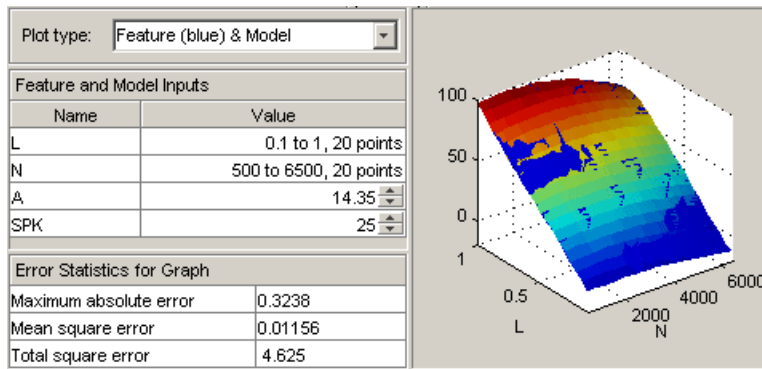 Plot type: Feature (blue) & Model
Feature and Model Inputs
Name Value
L 0.1 to 1, 20 points
N 500 to 6500, 20 points
A 14.35
SPK 25
Error Statistics for Graph
Maximum absolute error 0.3238
Mean square error 0.01156
Total square error 4.625
100
50
0
1
0.5
L
2000
4000
6000
N